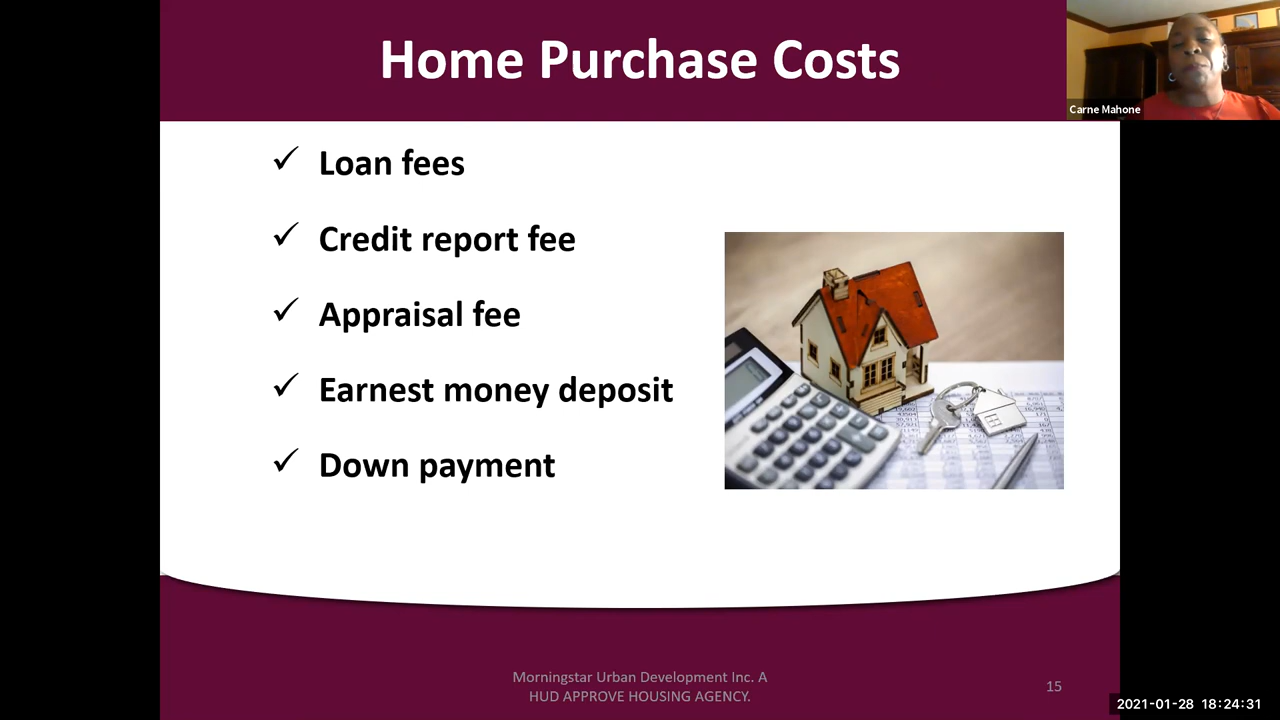 Home Purchase Costs
Carne Mahone
✓ Loan fees
✓ Credit report fee
✓ Appraisal fee
✓ Earnest money deposit
✓ Down payment
Morningstar Urban Development Inc. A
HUD APPROVE HOUSING AGENCY.
15
2021-01-28 18:24:31